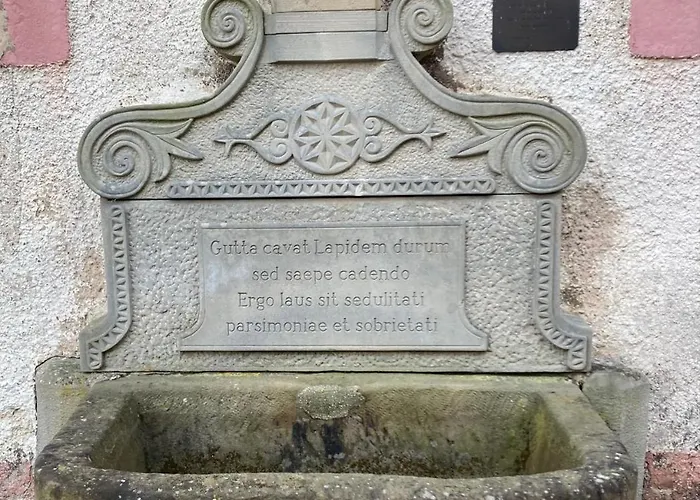 Gutta cavat Lapidem durum
sed saepe cadendo
Ergo laus sit sedulitati
parsimoniae et sobrietati